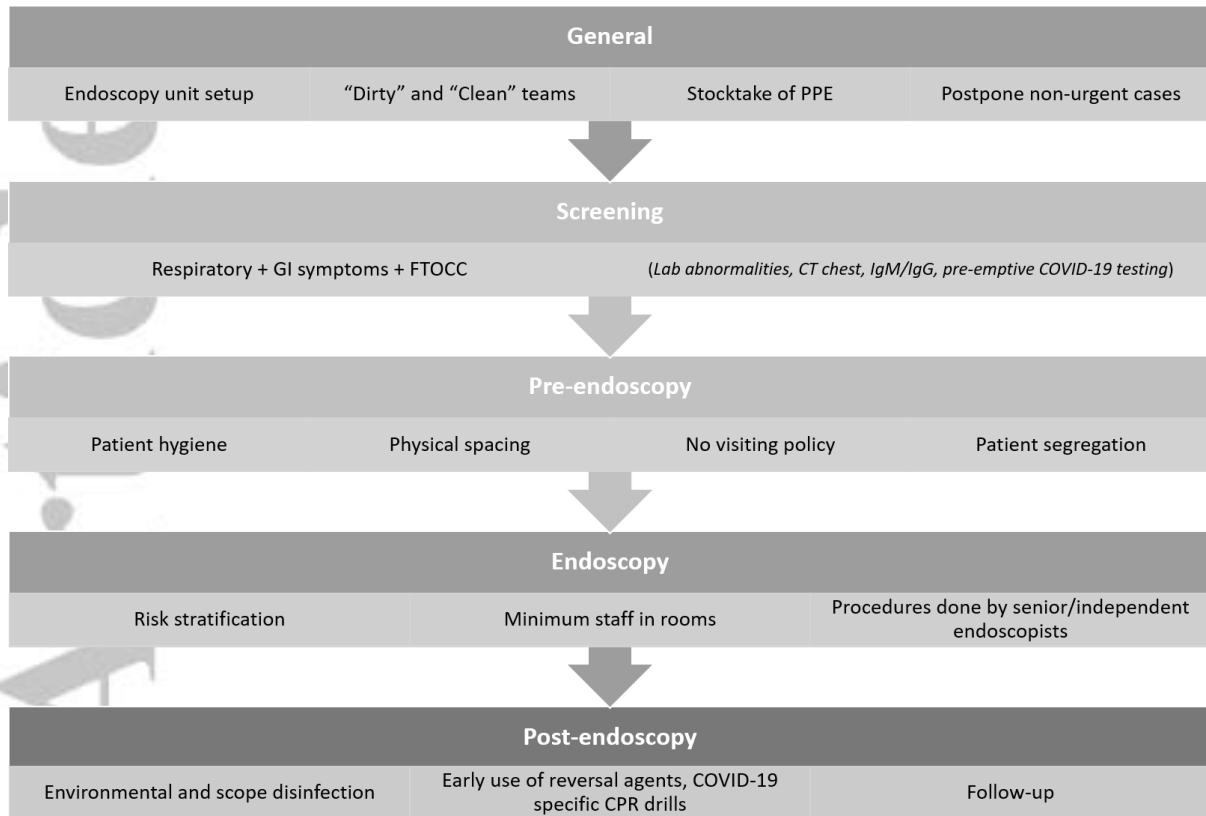 General
Endoscopy unit setup
“Dirty” and “Clean” teams
Stocktake of PPE
Postpone non-urgent cases
Screening
Respiratory + GI symptoms + FTOCC
(Lab abnormalities, CT chest, IgM/IgG, pre-emptive COVID-19 testing)
Pre-endoscopy
Patient hygiene
Physical spacing
No visiting policy
Patient segregation
Endoscopy
Risk stratification
Minimum staff in rooms
Procedures done by senior/independent
endoscopists
Post-endoscopy
Environmental and scope disinfection
Early use of reversal agents, COVID-19
specific CPR drills
Follow-up